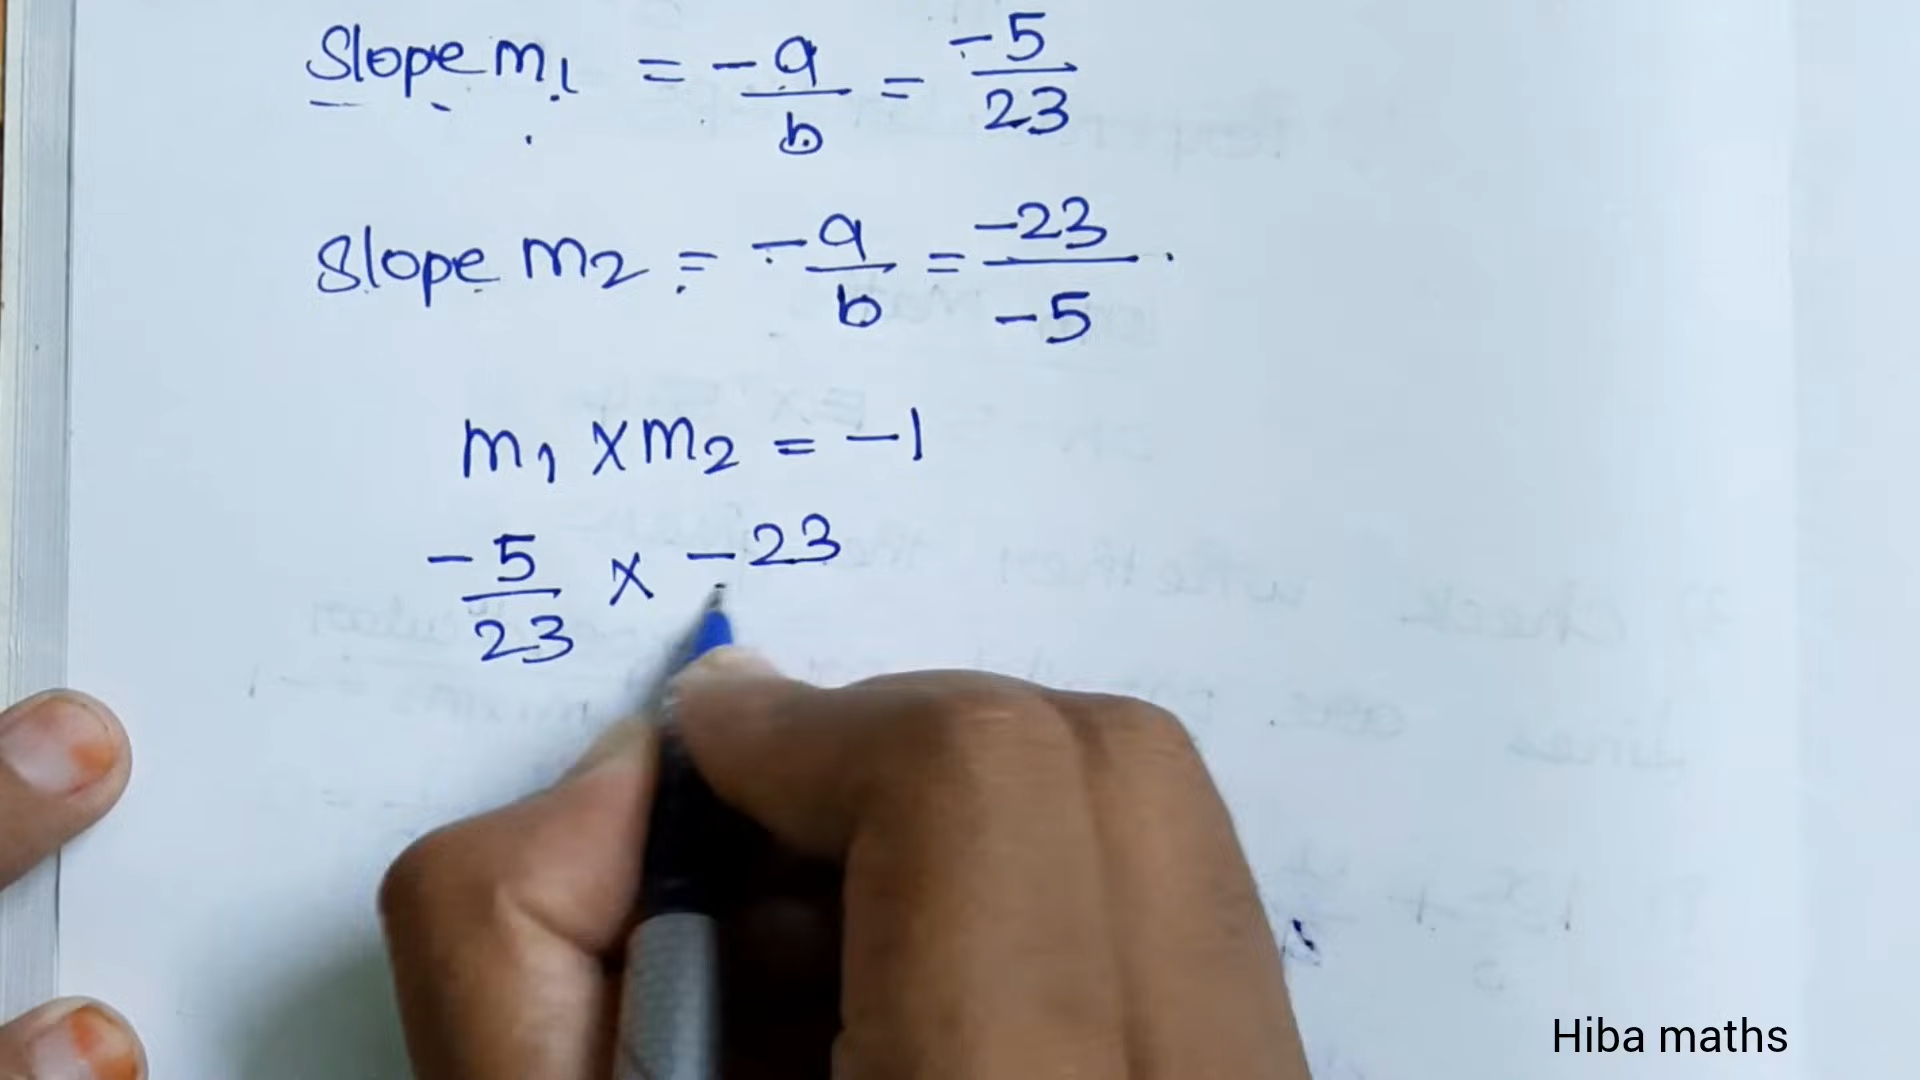 Slope m₁ = -a/b = -5/23
Slope m2 = -a/b = -23/-5
m₁ × m2 = -1
-5/23 × -23
Hiba maths